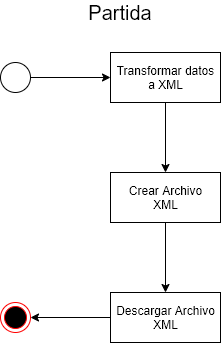 Partida
Transformar datos
a XML
Crear Archivo
XML
Descargar Archivo
XML